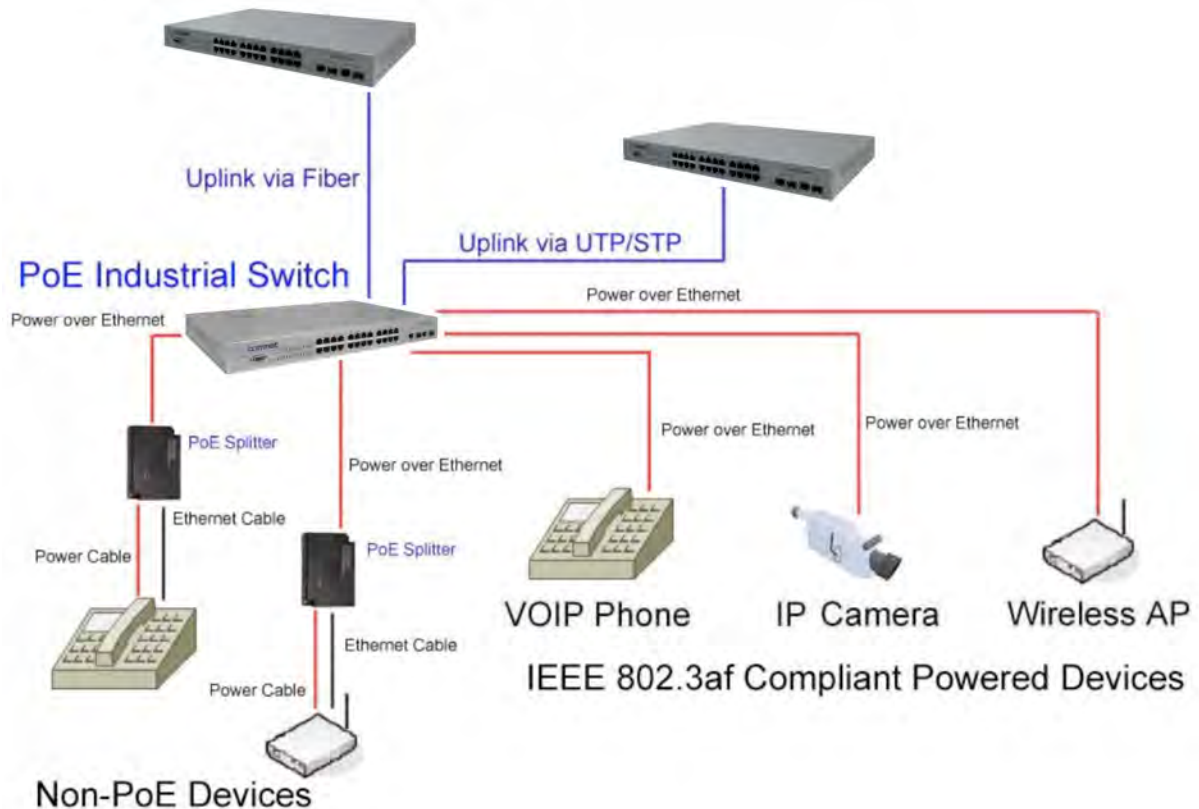 Uplink via Fiber
Uplink via UTP/STP
PoE Industrial Switch
Power over Ethernet
Power over Ethernet
PoE Splitter
Power over Ethernet
Power over Ethernet
Power over Ethernet
Ethernet Cable
Power Cable
PoE Splitter
VOIP Phone
IP Camera
Wireless AP
Ethernet Cable
Power Cable
IEEE 802.3af Compliant Powered Devices
Non-PoE Devices